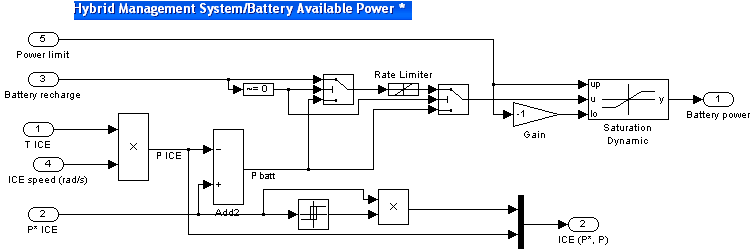 Hybrid Management System/Battery Available Power *
5
Power limit
3
Battery recharge
~= 0
Rate Limiter
up
u y
lo
1
Battery power
-1
Gain
Saturation
Dynamic
1
T ICE
×
P ICE
4
ICE speed (rad/s)
−
+
Add2
P batt
2
P* ICE
×
2
ICE (P*, P)